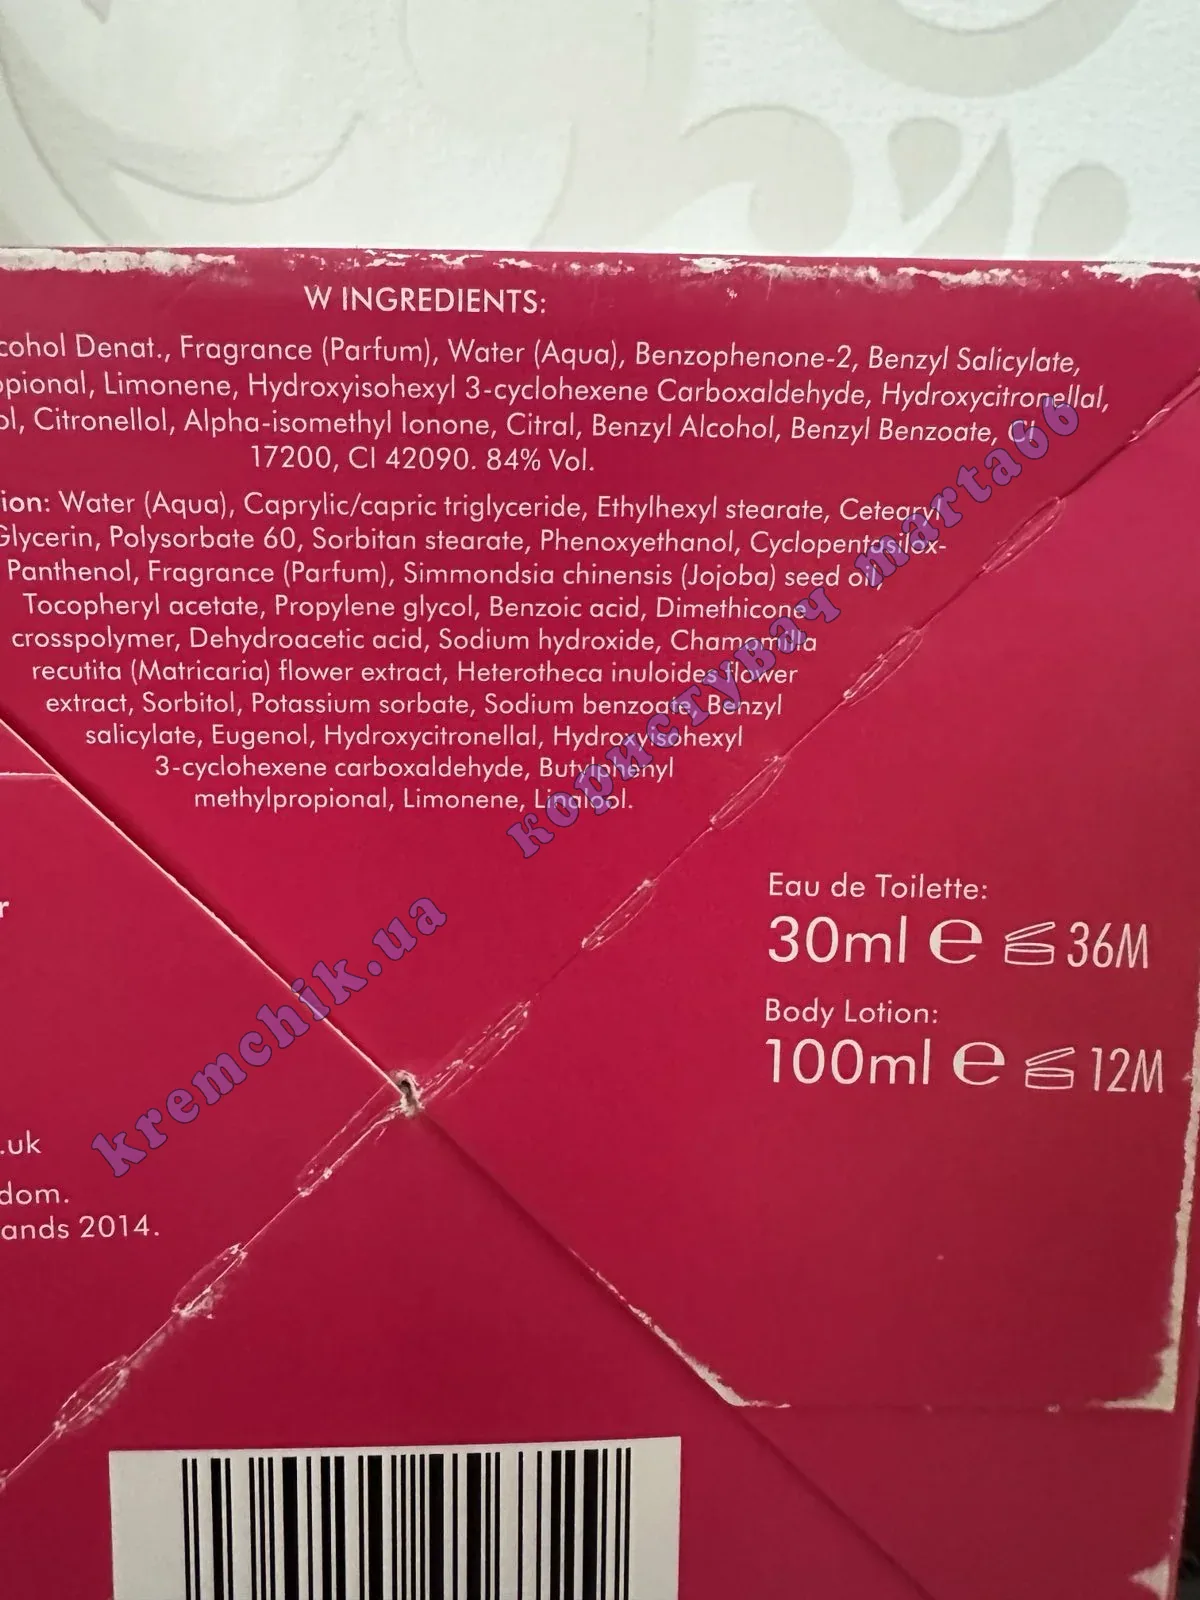 W INGREDIENTS:
cohol Denat., Fragrance (Parfum), Water (Aqua), Benzophenone-2, Benzyl Salicylate,
pional, Limonene, Hydroxyisohexyl 3-cyclohexene Carboxaldehyde, Hydroxycitronellal,
ol, Citronellol, Alpha-isomethyl Ionone, Citral, Benzyl Alcohol, Benzyl Benzoate, CI
17200, CI 42090. 84% Vol.
ion: Water (Aqua), Caprylic/capric triglyceride, Ethylhexyl stearate, Cetearyl
Glycerin, Polysorbate 60, Sorbitan stearate, Phenoxyethanol, Cyclopentasilox-
Panthenol, Fragrance (Parfum), Simmondsia chinensis (Jojoba) seed oil,
Tocopheryl acetate, Propylene glycol, Benzoic acid, Dimethicone
crosspolymer, Dehydroacetic acid, Sodium hydroxide, Chamomilla
recutita (Matricaria) flower extract, Heterotheca inuloides flower
extract, Sorbitol, Potassium sorbate, Sodium benzoate, Benzyl
salicylate, Eugenol, Hydroxycitronellal, Hydroxyisohexyl
3-cyclohexene carboxaldehyde, Butylphenyl
methylpropional, Limonene, Linalool.
Eau de Toilette:
30ml e 36M
Body Lotion:
100ml e 12M
r
.uk
dom.
ands 2014.
kremchik.ua
користувач marta66